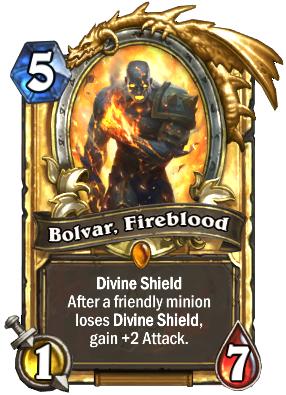 5
Bolvar, Fireblood
Divine Shield
After a friendly minion
loses Divine Shield,
gain +2 Attack.
1
7